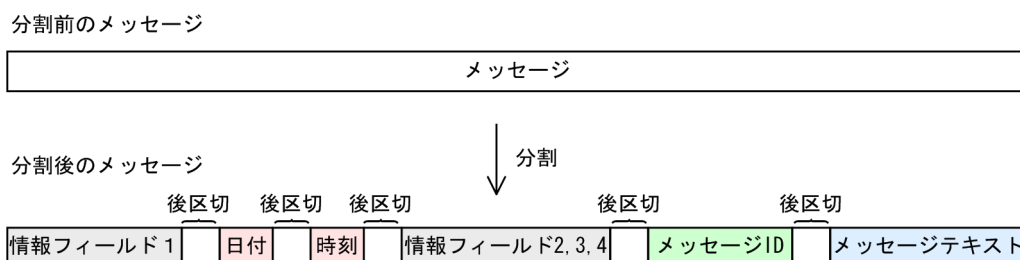 分割前のメッセージ
メッセージ
分割後のメッセージ
分割
後区切 後区切 後区切 後区切 後区切
情報フィールド1 日付 時刻 情報フィールド2,3,4 メッセージID メッセージテキスト